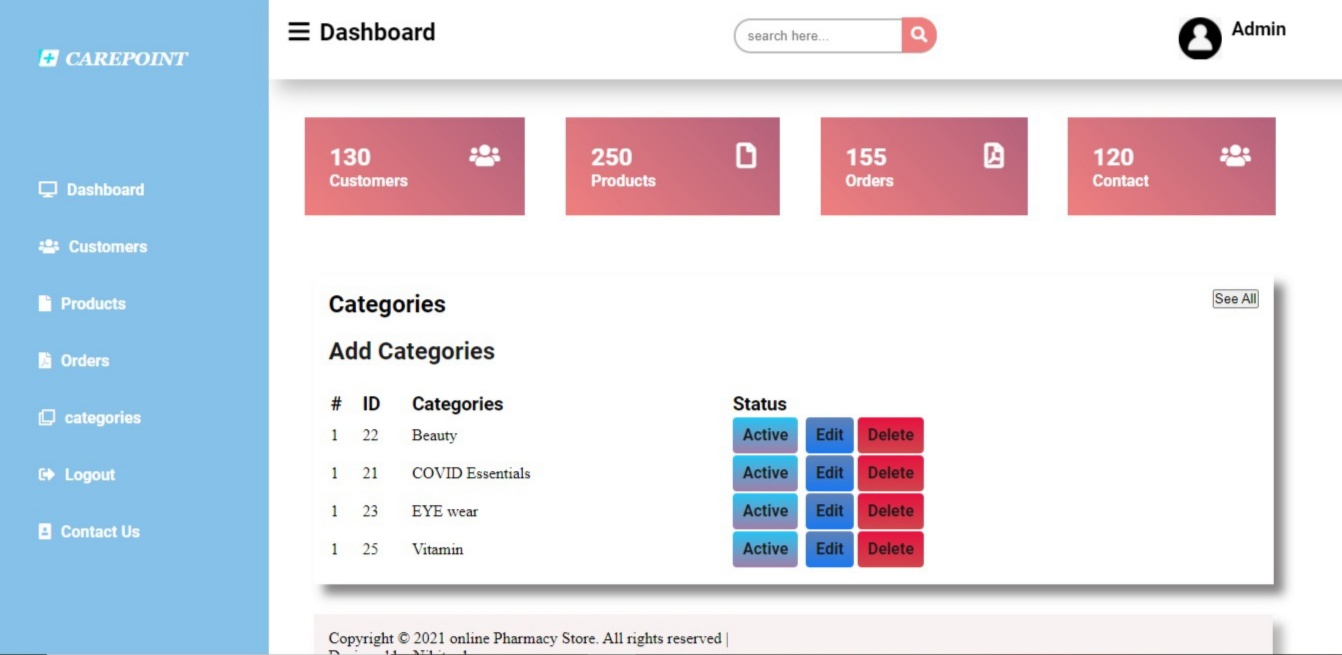 CAREPOINT
Dashboard
Customers
Products
Orders
categories
Logout
Contact Us
Dashboard
search here...
Admin
130
Customers
250
Products
155
Orders
120
Contact
Categories
See All
Add Categories
# ID Categories Status
1 22 Beauty Active Edit Delete
1 21 COVID Essentials Active Edit Delete
1 23 EYE wear Active Edit Delete
1 25 Vitamin Active Edit Delete
Copyright © 2021 online Pharmacy Store. All rights reserved |